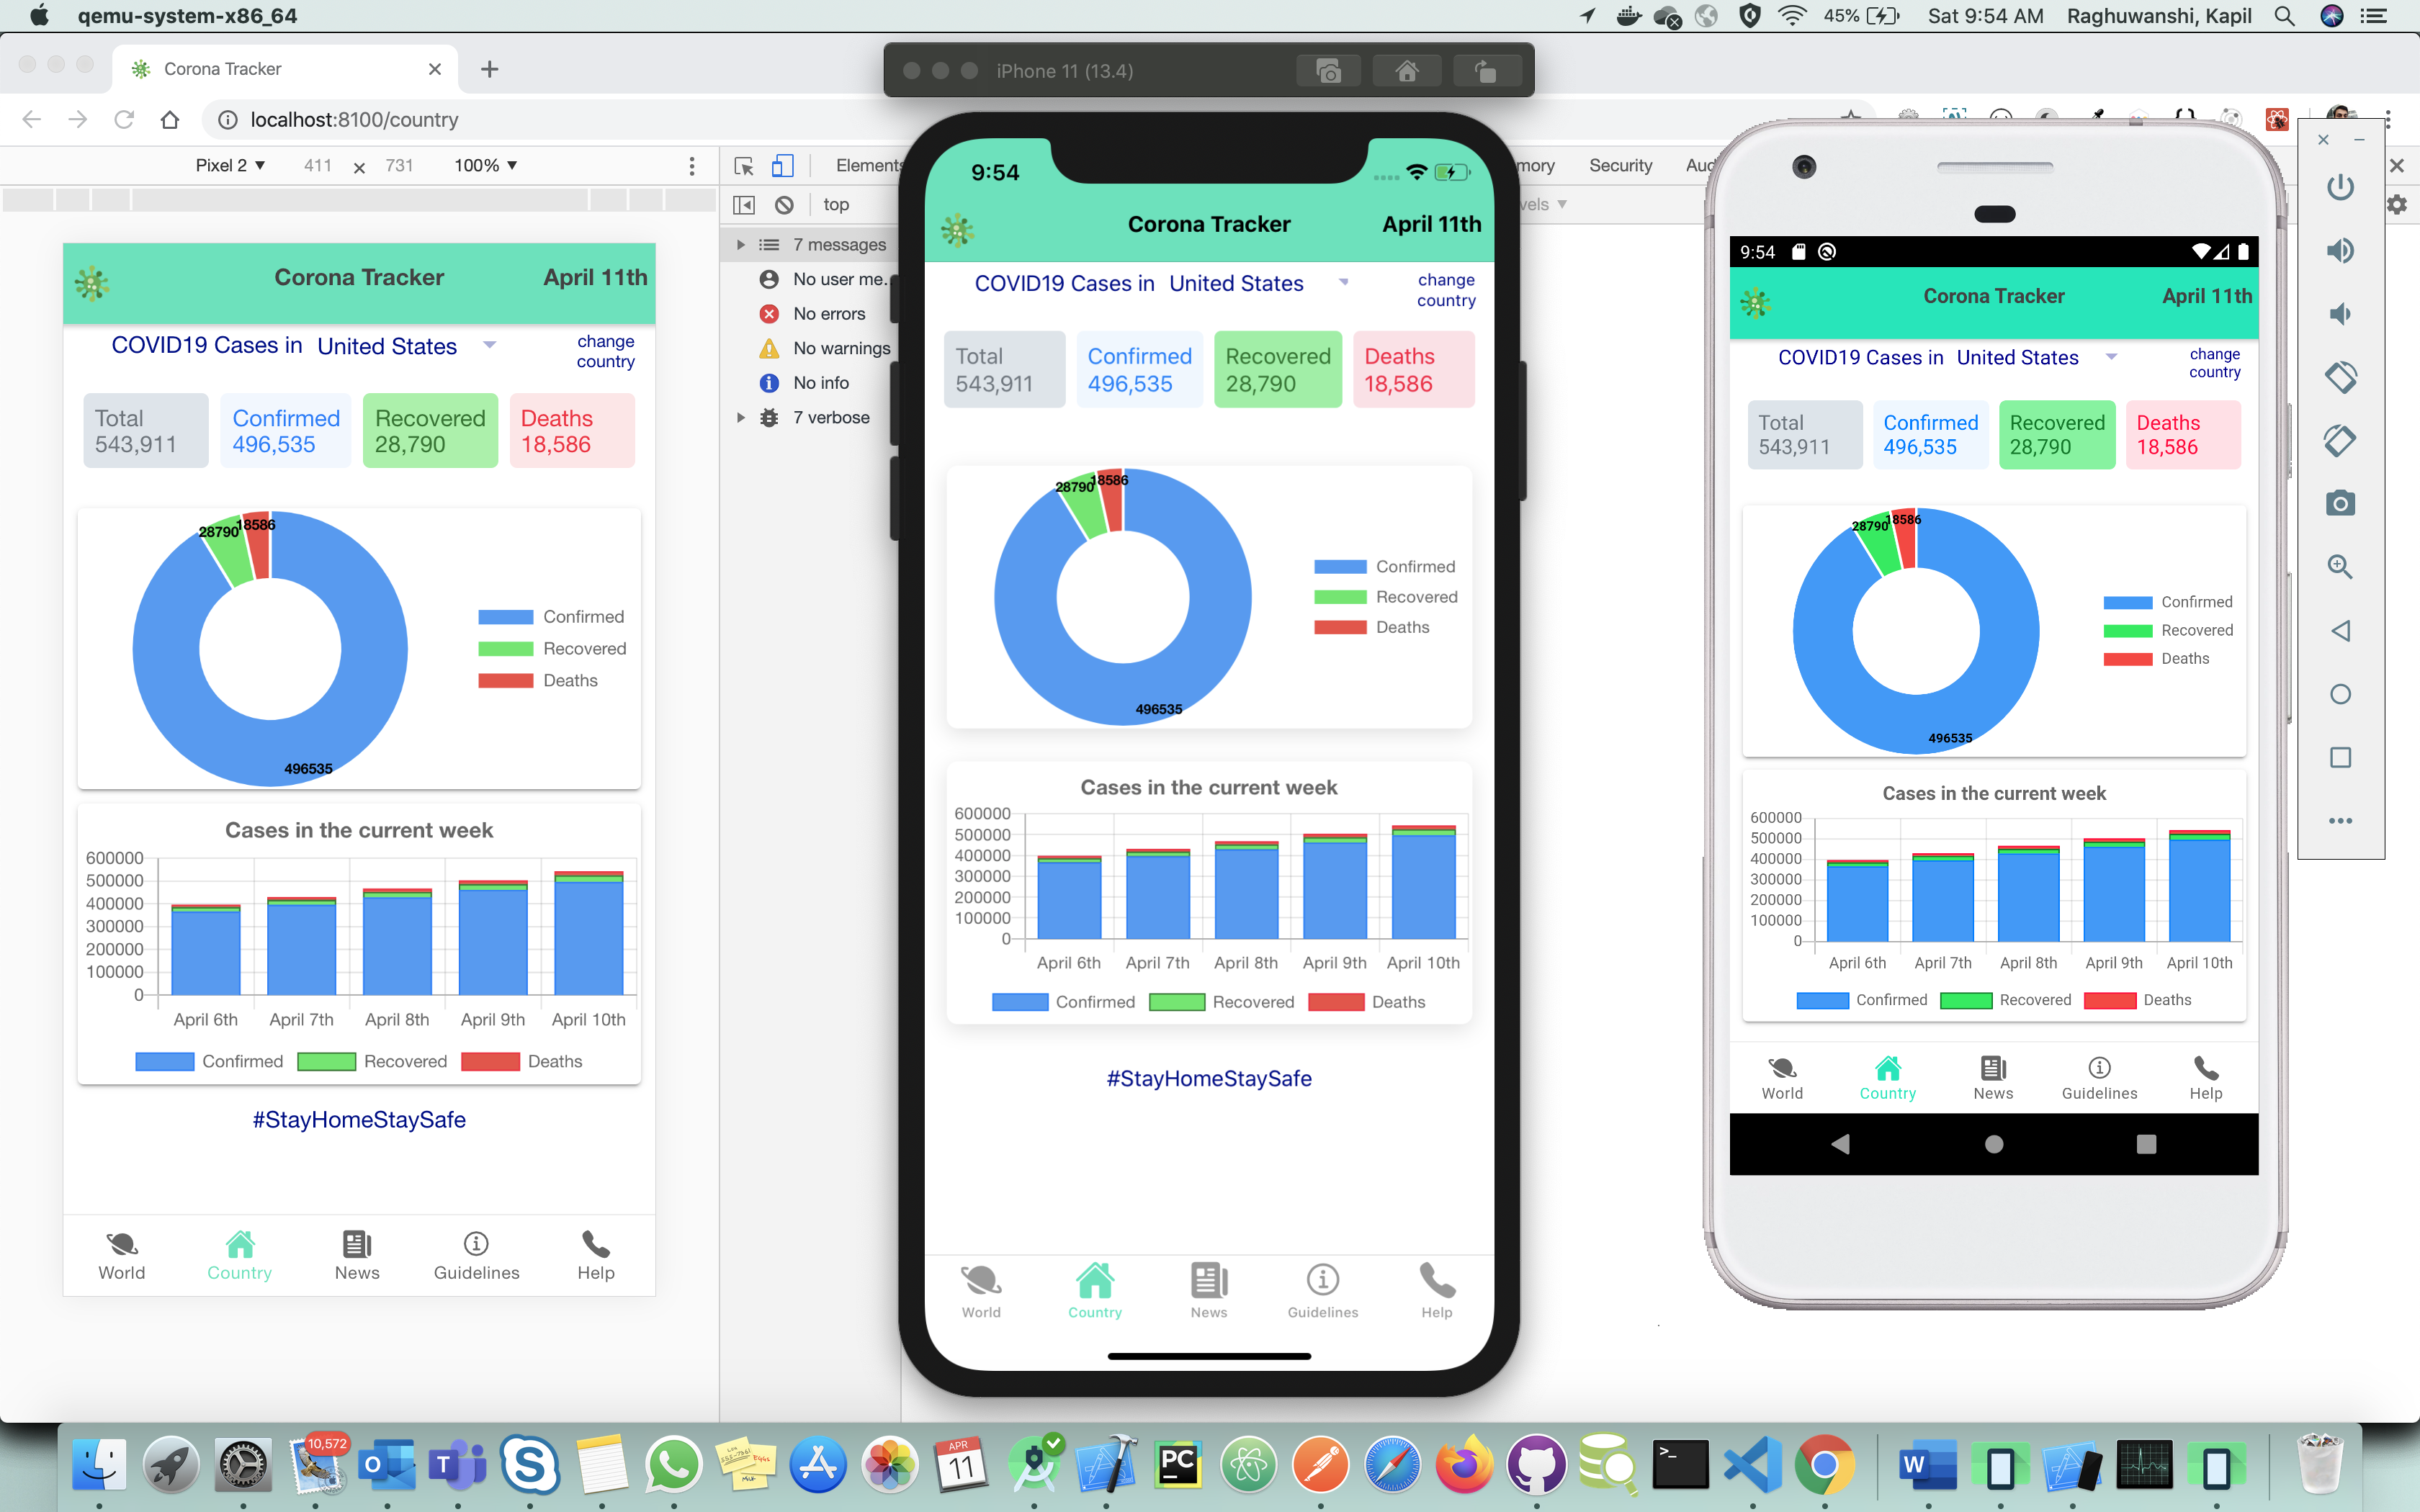 qemu-system-x86_64
45%
Sat 9:54 AM
Raghuwanshi, Kapil
Corona Tracker
iPhone 11 (13.4)
localhost:8100/country
Pixel 2
411
731
100%
Elements
mory
Security
Aud
top
vels
7 messages
No user me...
No errors
No warnings
No info
7 verbose
Corona Tracker
April 11th
COVID19 Cases in United States
change
country
Total
543,911
Confirmed
496,535
Recovered
28,790
Deaths
18,586
28790
18586
496535
Confirmed
Recovered
Deaths
Cases in the current week
600000
500000
400000
300000
200000
100000
0
April 6th
April 7th
April 8th
April 9th
April 10th
Confirmed
Recovered
Deaths
#StayHomeStaySafe
World
Country
News
Guidelines
Help
9:54
Corona Tracker
April 11th
COVID19 Cases in United States
change
country
Total
543,911
Confirmed
496,535
Recovered
28,790
Deaths
18,586
28790
18586
496535
Confirmed
Recovered
Deaths
Cases in the current week
600000
500000
400000
300000
200000
100000
0
April 6th
April 7th
April 8th
April 9th
April 10th
Confirmed
Recovered
Deaths
#StayHomeStaySafe
World
Country
News
Guidelines
Help
9:54
Corona Tracker
April 11th
COVID19 Cases in United States
change
country
Total
543,911
Confirmed
496,535
Recovered
28,790
Deaths
18,586
28790
18586
496535
Confirmed
Recovered
Deaths
Cases in the current week
600000
500000
400000
300000
200000
100000
0
April 6th
April 7th
April 8th
April 9th
April 10th
Confirmed
Recovered
Deaths
World
Country
News
Guidelines
Help
10,572
APR
11
PC